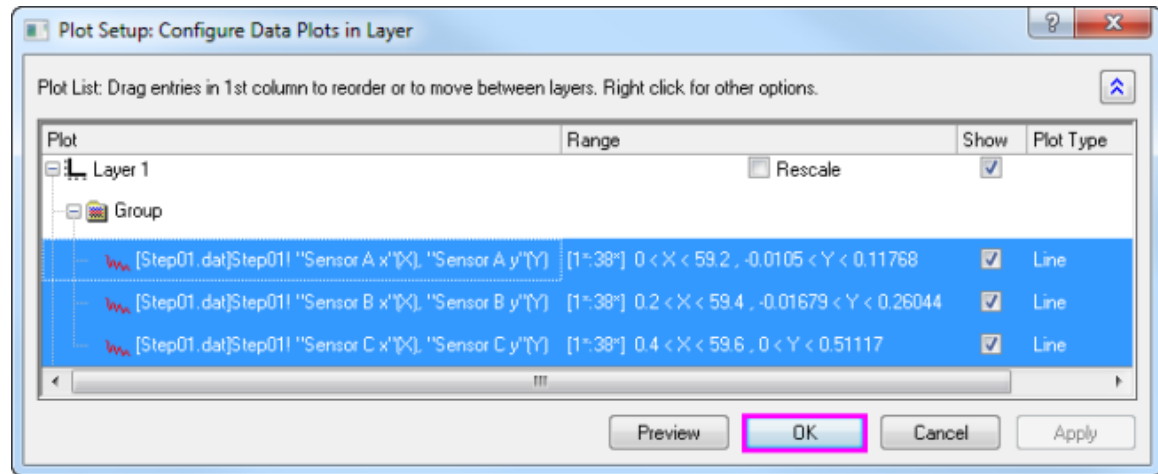 Plot Setup: Configure Data Plots in Layer
Plot List: Drag entries in 1st column to reorder or to move between layers. Right click for other options.
Plot Range Show Plot Type
Layer 1 Rescale
Group
[Step01.dat]Step01! "Sensor A x"(X), "Sensor A y"(Y) [1*:38*] 0 < X < 59.2 , -0.0105 < Y < 0.11768 Line
[Step01.dat]Step01! "Sensor B x"(X), "Sensor B y"(Y) [1*:38*] 0.2 < X < 59.4 , -0.01679 < Y < 0.26044 Line
[Step01.dat]Step01! "Sensor C x"(X), "Sensor C y"(Y) [1*:38*] 0.4 < X < 59.6 , 0 < Y < 0.51117 Line
Preview OK Cancel Apply